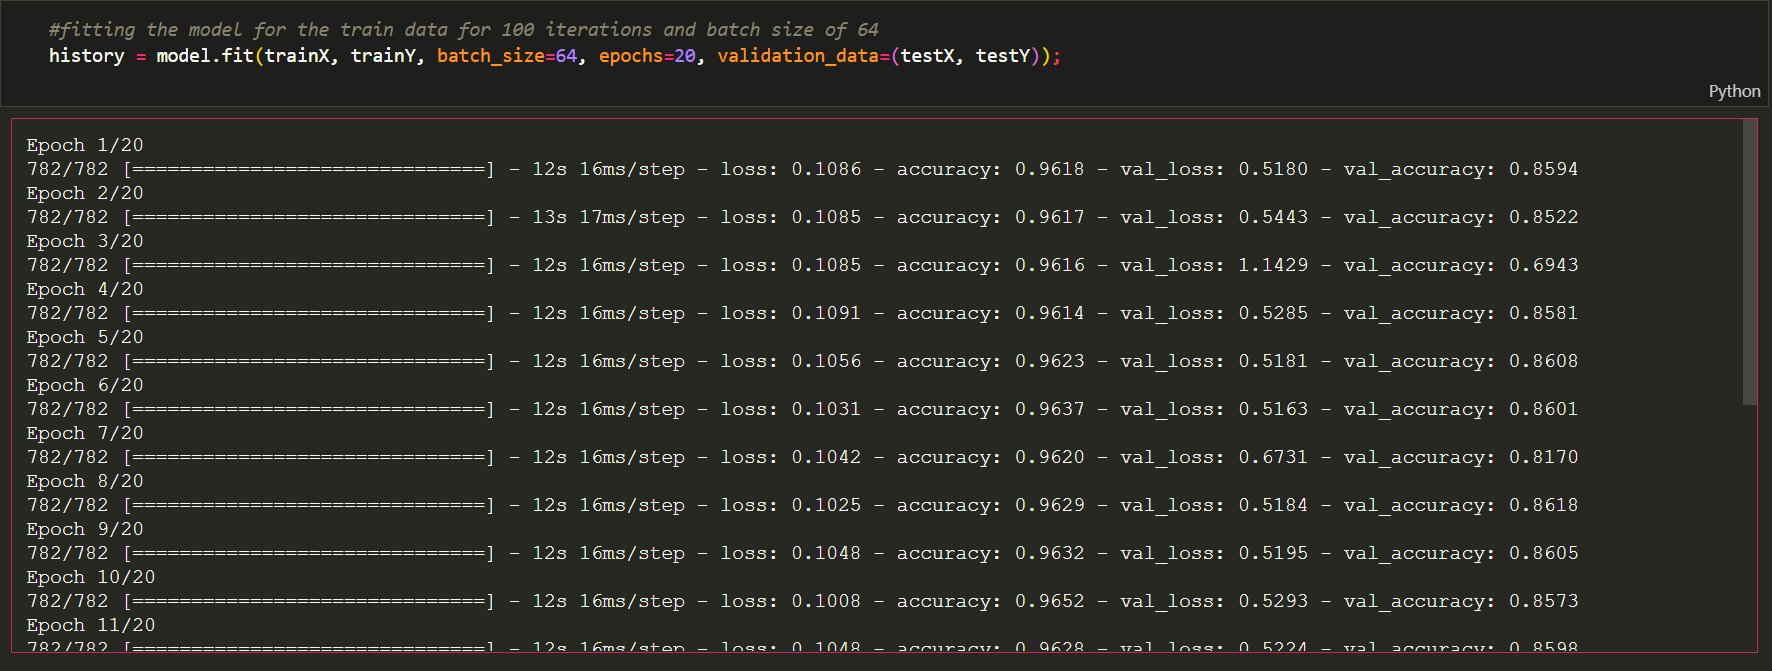 #fitting the model for the train data for 100 iterations and batch size of 64
history = model.fit(trainX, trainY, batch_size=64, epochs=20, validation_data=(testX, testY));
Python
Epoch 1/20
782/782 [==============================] - 12s 16ms/step - loss: 0.1086 - accuracy: 0.9618 - val_loss: 0.5180 - val_accuracy: 0.8594
Epoch 2/20
782/782 [==============================] - 13s 17ms/step - loss: 0.1085 - accuracy: 0.9617 - val_loss: 0.5443 - val_accuracy: 0.8522
Epoch 3/20
782/782 [==============================] - 12s 16ms/step - loss: 0.1085 - accuracy: 0.9616 - val_loss: 1.1429 - val_accuracy: 0.6943
Epoch 4/20
782/782 [==============================] - 12s 16ms/step - loss: 0.1091 - accuracy: 0.9614 - val_loss: 0.5285 - val_accuracy: 0.8581
Epoch 5/20
782/782 [==============================] - 12s 16ms/step - loss: 0.1056 - accuracy: 0.9623 - val_loss: 0.5181 - val_accuracy: 0.8608
Epoch 6/20
782/782 [==============================] - 12s 16ms/step - loss: 0.1031 - accuracy: 0.9637 - val_loss: 0.5163 - val_accuracy: 0.8601
Epoch 7/20
782/782 [==============================] - 12s 16ms/step - loss: 0.1042 - accuracy: 0.9620 - val_loss: 0.6731 - val_accuracy: 0.8170
Epoch 8/20
782/782 [==============================] - 12s 16ms/step - loss: 0.1025 - accuracy: 0.9629 - val_loss: 0.5184 - val_accuracy: 0.8618
Epoch 9/20
782/782 [==============================] - 12s 16ms/step - loss: 0.1048 - accuracy: 0.9632 - val_loss: 0.5195 - val_accuracy: 0.8605
Epoch 10/20
782/782 [==============================] - 12s 16ms/step - loss: 0.1008 - accuracy: 0.9652 - val_loss: 0.5293 - val_accuracy: 0.8573
Epoch 11/20
782/782 [==============================] - 12s 16ms/step - loss: 0.1048 - accuracy: 0.9628 - val_loss: 0.5224 - val_accuracy: 0.8598